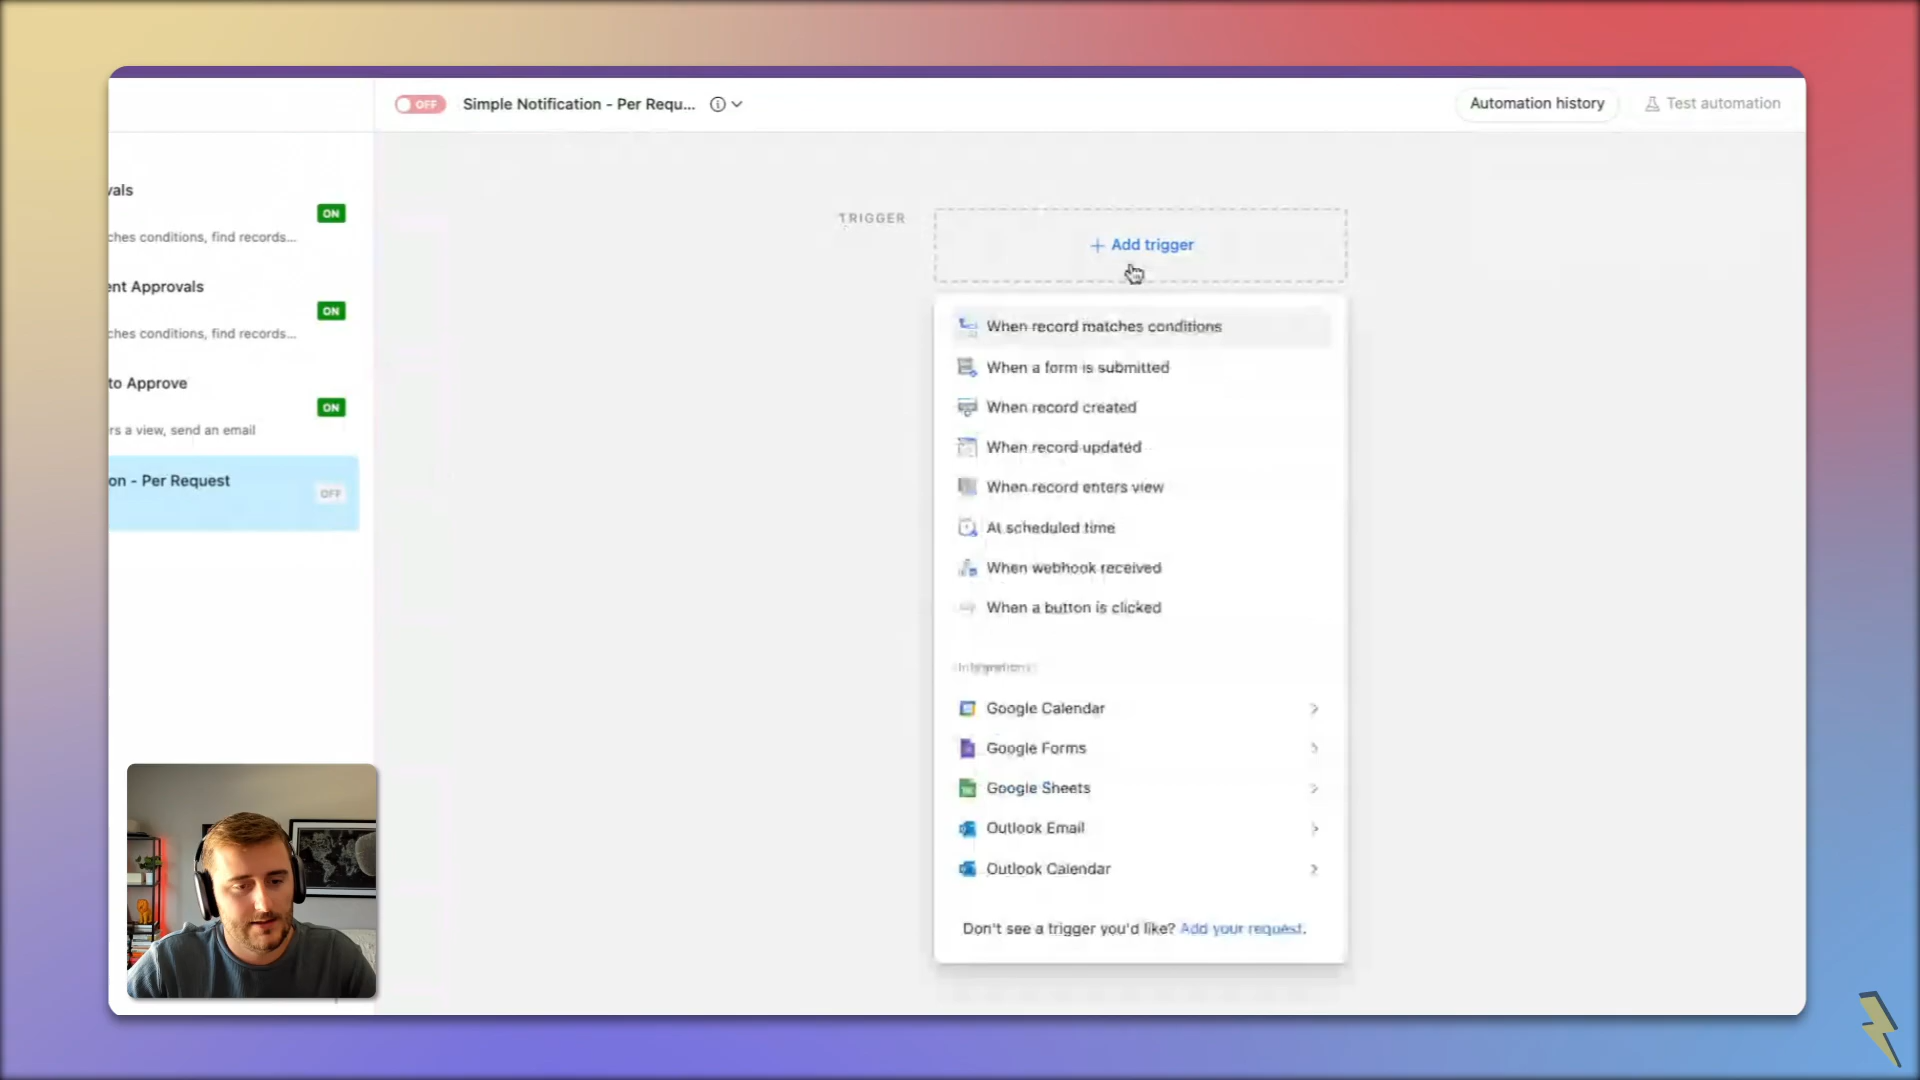 OFF Simple Notification - Per Requ...
Automation history
Test automation
vals
ON
ches conditions, find records...
ent Approvals
ON
ches conditions, find records...
to Approve
ON
rs a view, send an email
on - Per Request
OFF
TRIGGER
+ Add trigger
When record matches conditions
When a form is submitted
When record created
When record updated
When record enters view
At scheduled time
When webhook received
When a button is clicked
Integrations
Google Calendar
Google Forms
Google Sheets
Outlook Email
Outlook Calendar
Don't see a trigger you'd like? Add your request.